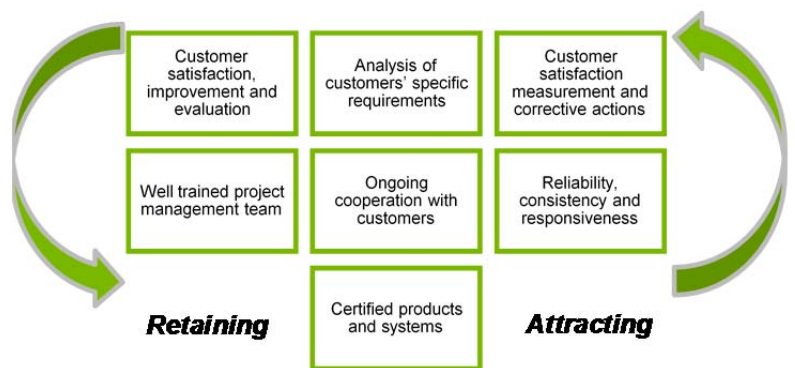 Customer
satisfaction,
improvement and
evaluation
Analysis of
customers' specific
requirements
Customer
satisfaction
measurement and
corrective actions
Well trained project
management team
Ongoing
cooperation with
customers
Reliability,
consistency and
responsiveness
Retaining
Certified products
and systems
Attracting